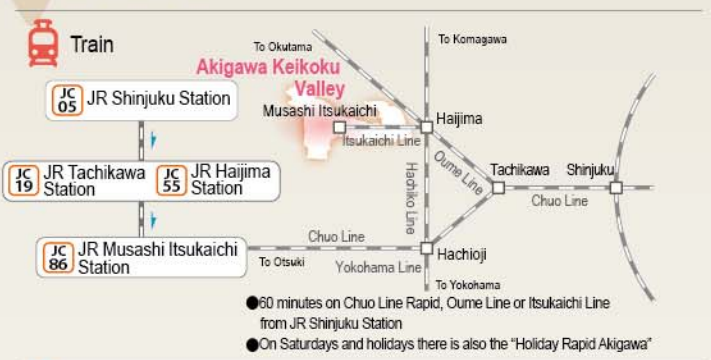 Train
JC
05
JR Shinjuku Station
JC
19
JR Tachikawa
Station
JC
55
JR Haijima
Station
JC
86
JR Musashi Itsukaichi
Station
To Okutama
To Komagawa
Akigawa Keikoku
Valley
Musashi Itsukaichi
Haijima
Itsukaichi Line
Oume Line
Hachiko Line
Tachikawa
Shinjuku
Chuo Line
Chuo Line
Hachioji
To Otsuki
Yokohama Line
To Yokohama
●60 minutes on Chuo Line Rapid, Oume Line or Itsukaichi Line
from JR Shinjuku Station
●On Saturdays and holidays there is also the “Holiday Rapid Akigawa”